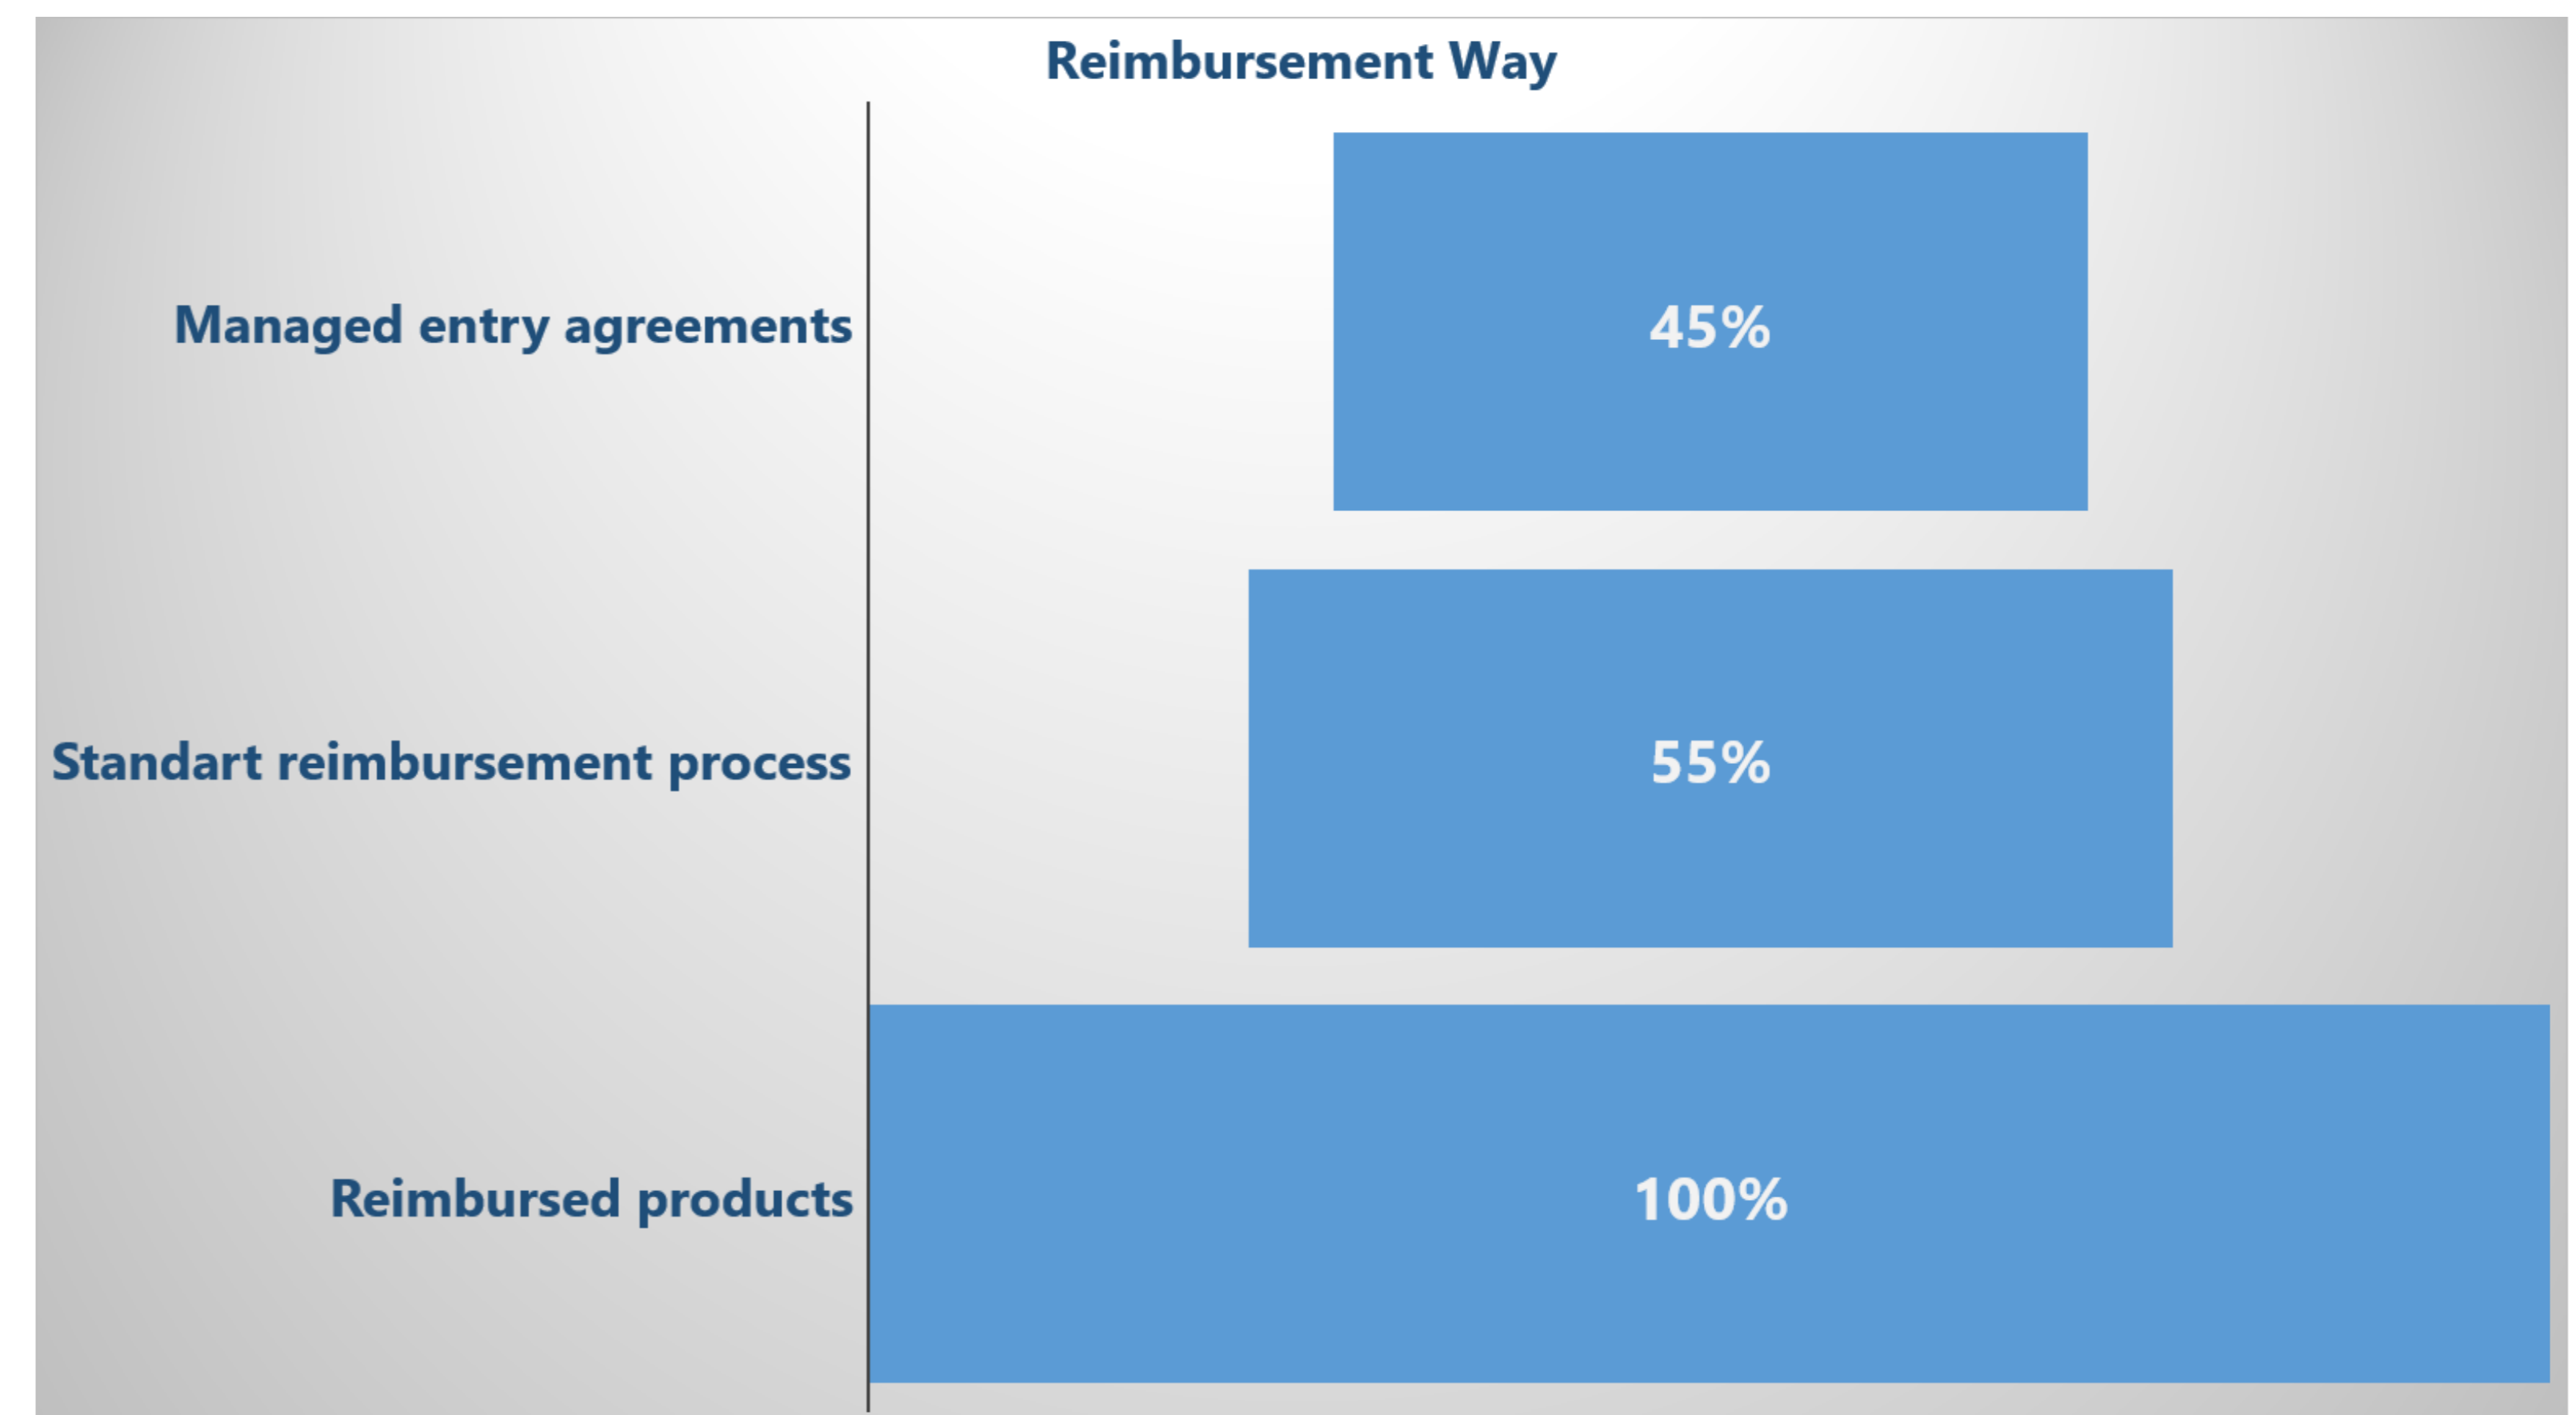 Reimbursement Way
Managed entry agreements
45%
Standart reimbursement process
55%
Reimbursed products
100%